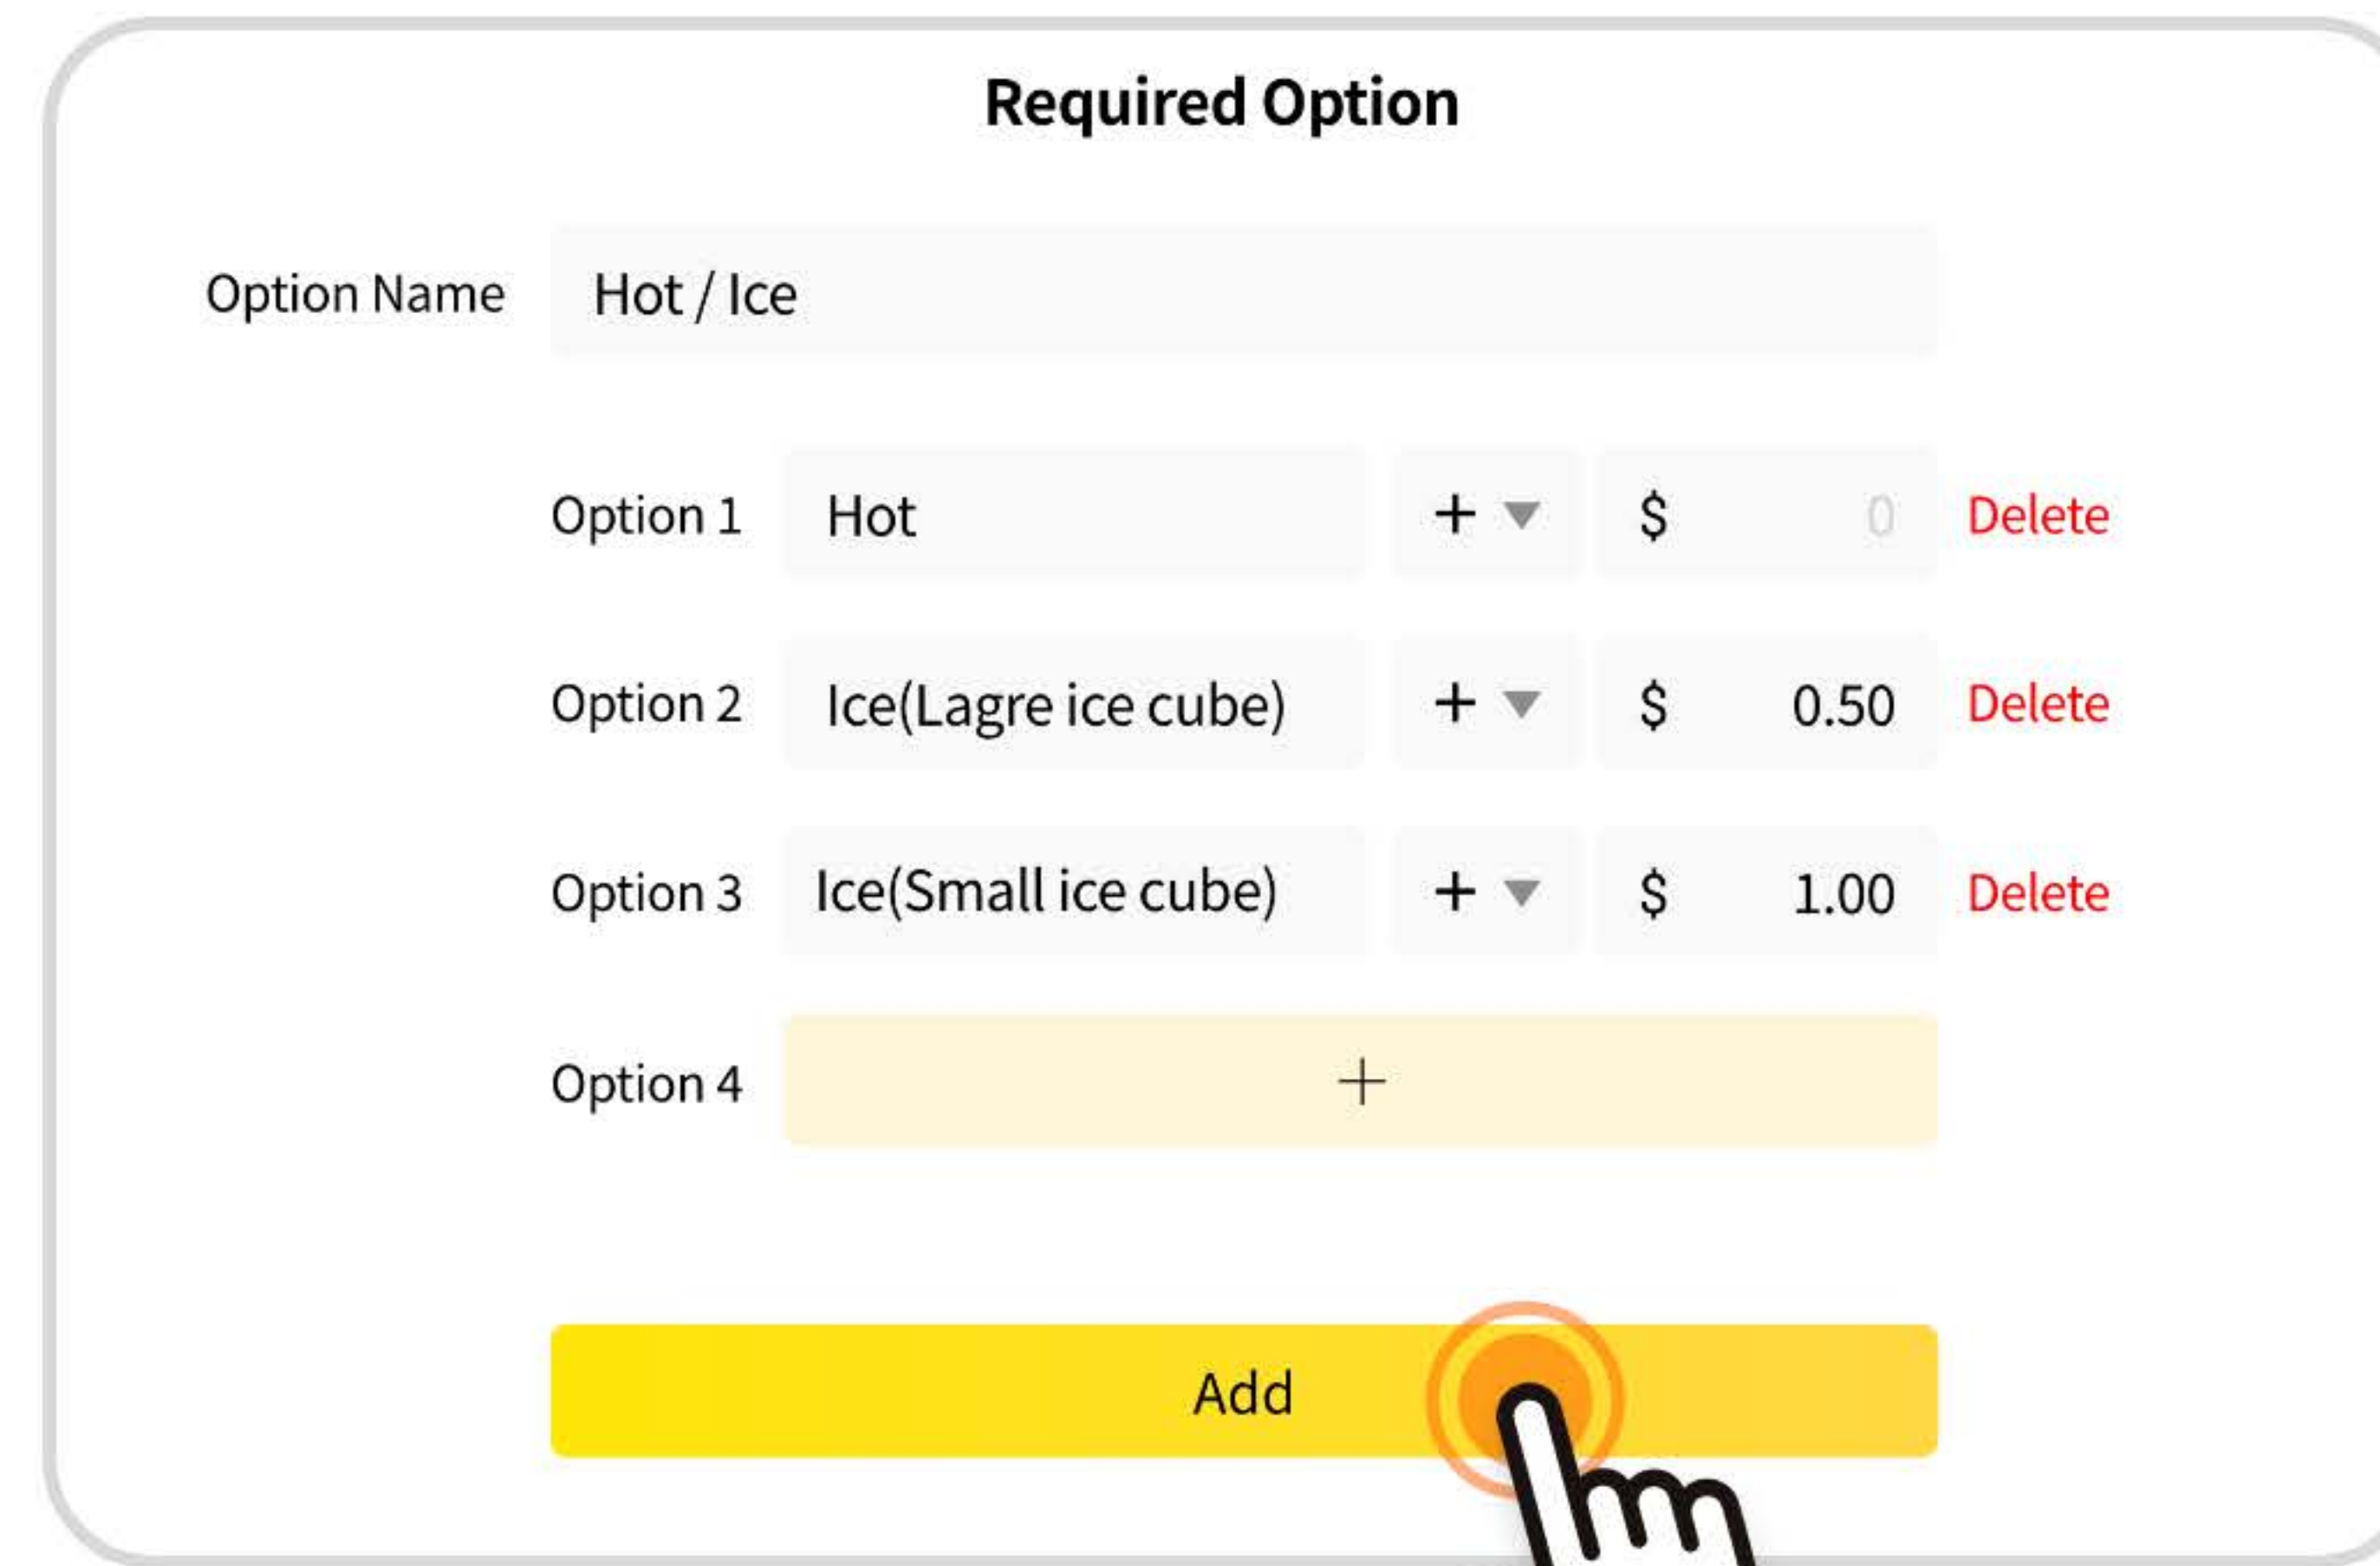 Required Option
Option Name Hot / Ice
Option 1 Hot + $ 0 Delete
Option 2 Ice(Lagre ice cube) + $ 0.50 Delete
Option 3 Ice(Small ice cube) + $ 1.00 Delete
Option 4 +
Add